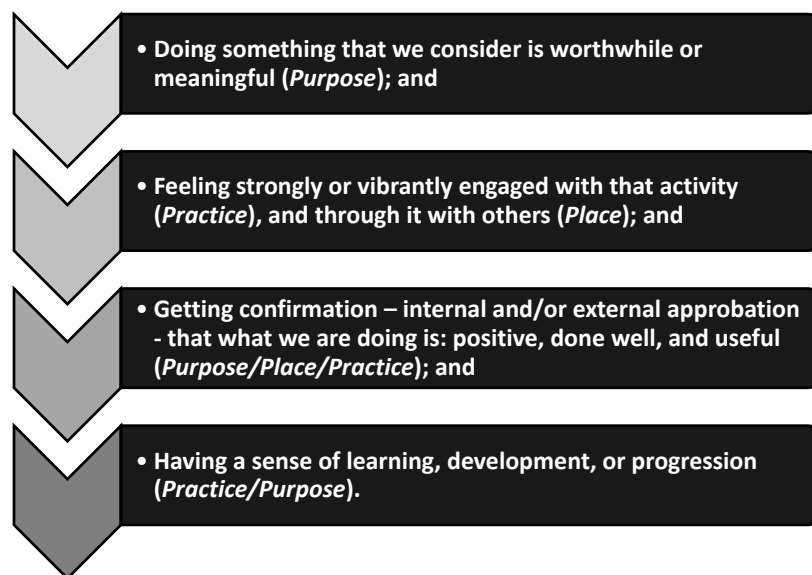 • Doing something that we consider is worthwhile or
meaningful (Purpose); and
• Feeling strongly or vibrantly engaged with that activity
(Practice), and through it with others (Place); and
• Getting confirmation – internal and/or external approbation
- that what we are doing is: positive, done well, and useful
(Purpose/Place/Practice); and
• Having a sense of learning, development, or progression
(Practice/Purpose).